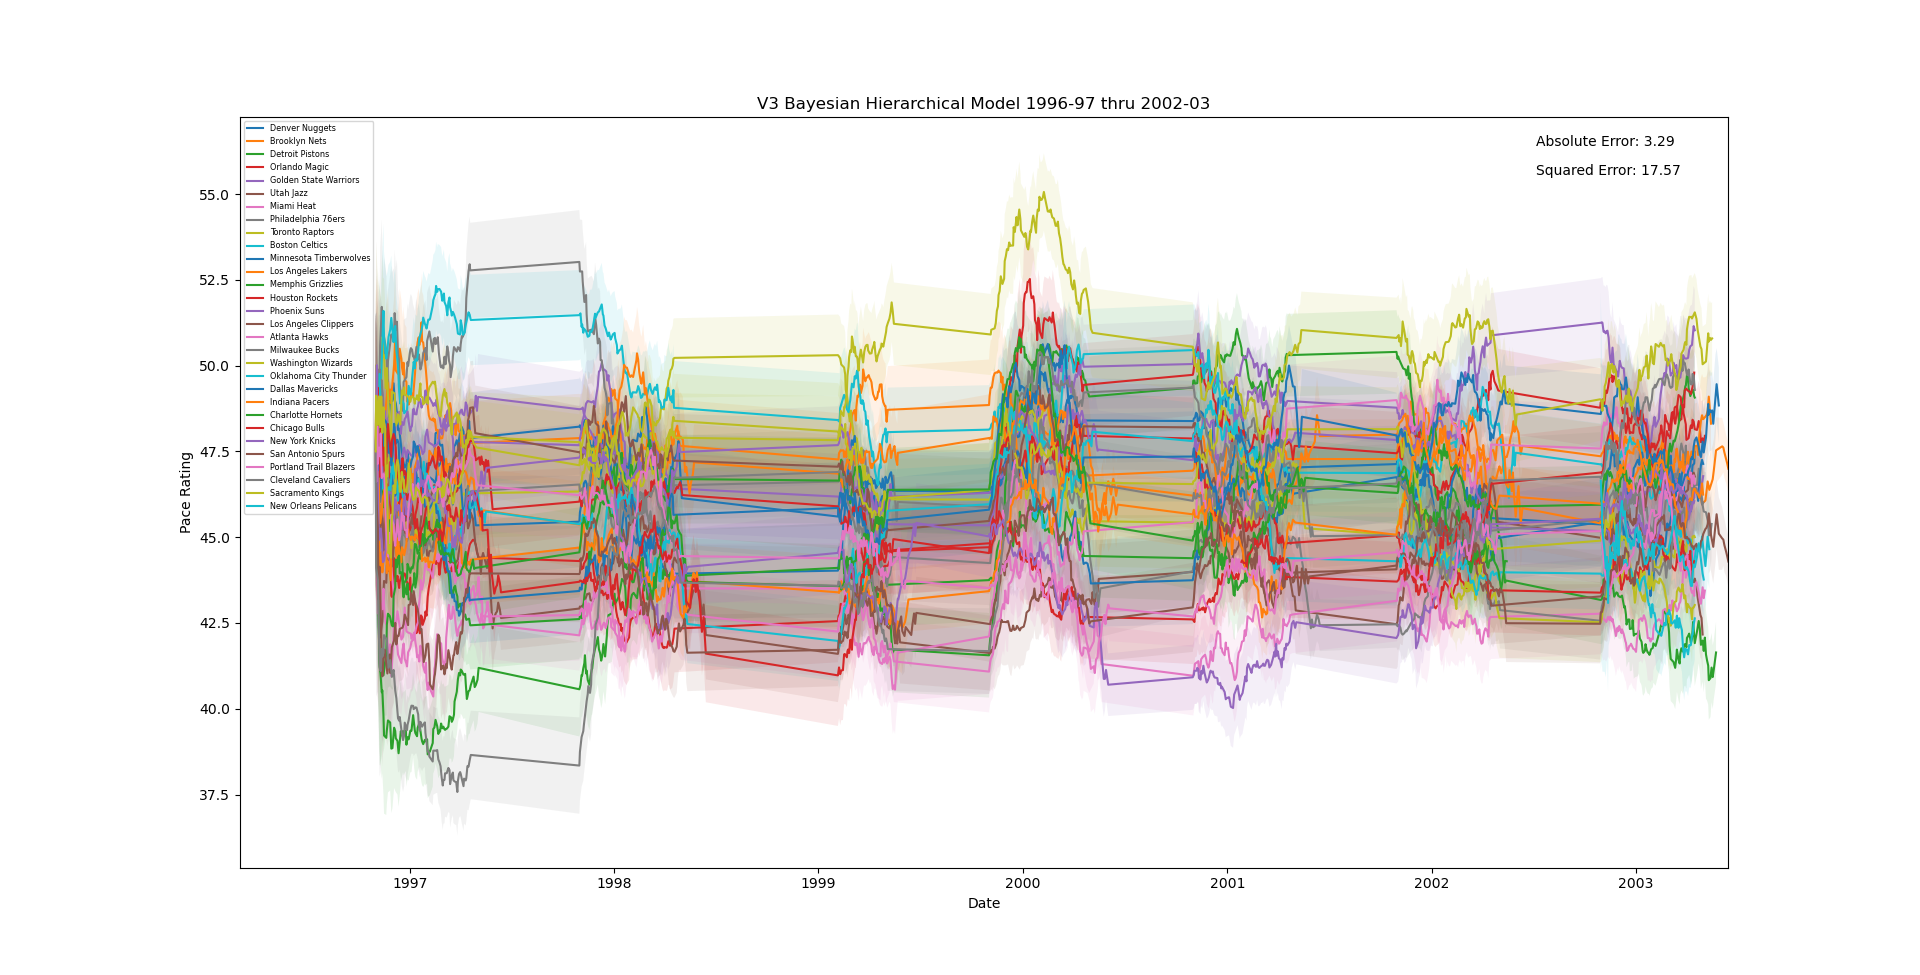 V3 Bayesian Hierarchical Model 1996-97 thru 2002-03
Absolute Error: 3.29
Squared Error: 17.57
Denver Nuggets
Brooklyn Nets
Detroit Pistons
Orlando Magic
Golden State Warriors
Utah Jazz
Miami Heat
Philadelphia 76ers
Toronto Raptors
Boston Celtics
Minnesota Timberwolves
Los Angeles Lakers
Memphis Grizzlies
Houston Rockets
Phoenix Suns
Los Angeles Clippers
Atlanta Hawks
Milwaukee Bucks
Washington Wizards
Oklahoma City Thunder
Dallas Mavericks
Indiana Pacers
Charlotte Hornets
Chicago Bulls
New York Knicks
San Antonio Spurs
Portland Trail Blazers
Cleveland Cavaliers
Sacramento Kings
New Orleans Pelicans
Pace Rating
55.0
52.5
50.0
47.5
45.0
42.5
40.0
37.5
1997 1998 1999 2000 2001 2002 2003
Date